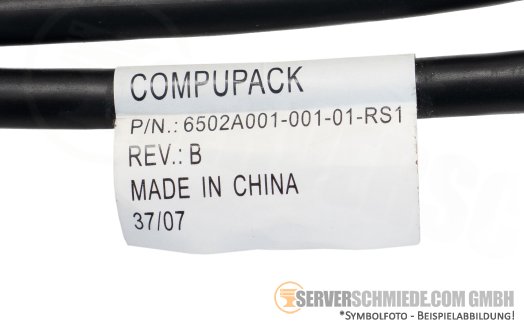 COMPUPACK
P/N.: 6502A001-001-01-RS1
REV.: B
MADE IN CHINA
37/07
SERVERSCHMIEDE.COM GMBH
*SYMBOLFOTO - BEISPIELABBILDUNG!